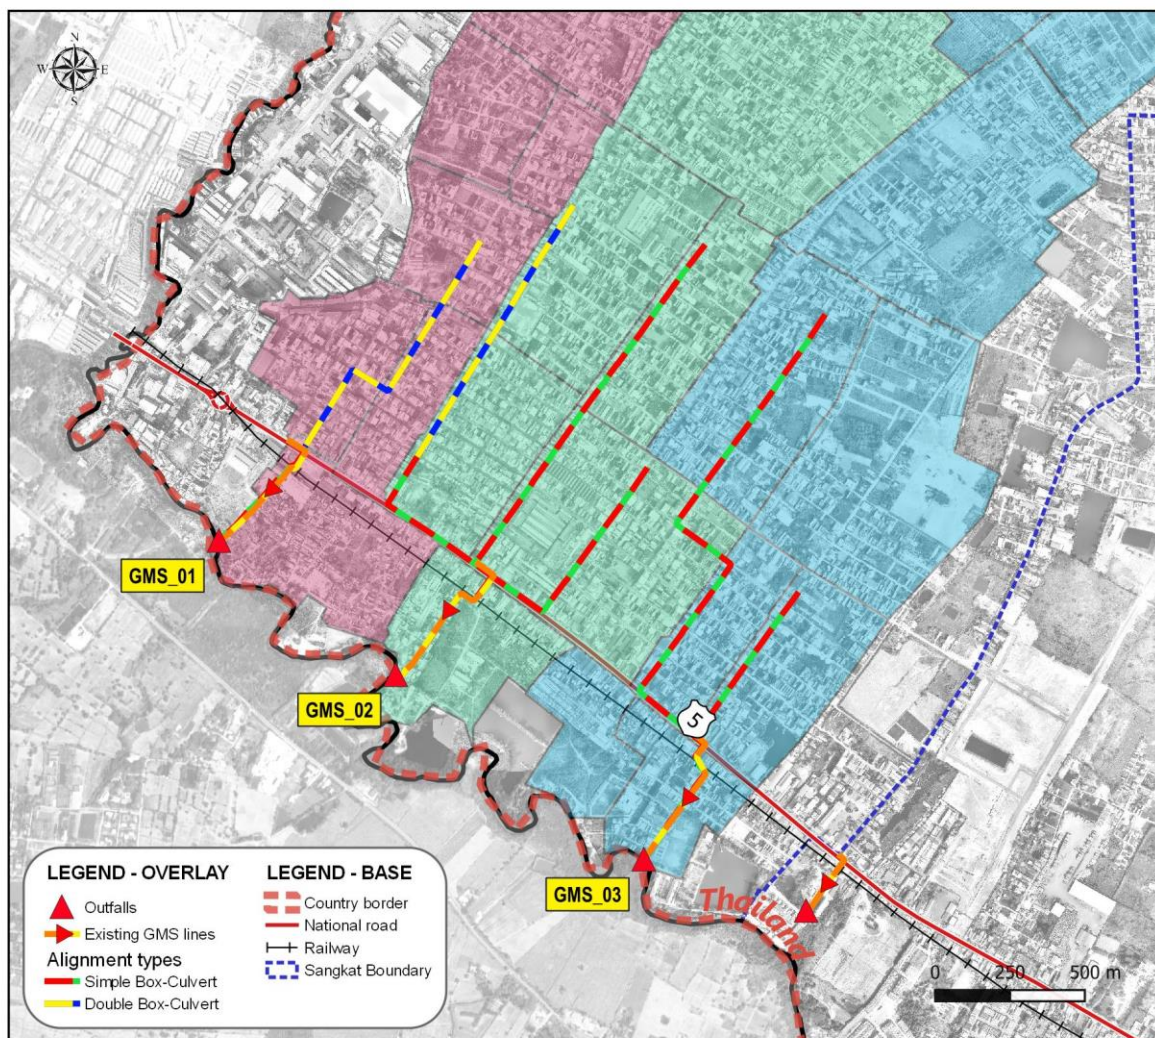 N
W E
S
GMS_01
GMS_02
5
GMS_03
Thailand
LEGEND - OVERLAY
Outfalls
Existing GMS lines
Alignment types
Simple Box-Culvert
Double Box-Culvert
LEGEND - BASE
Country border
National road
Railway
Sangkat Boundary
0 250 500 m